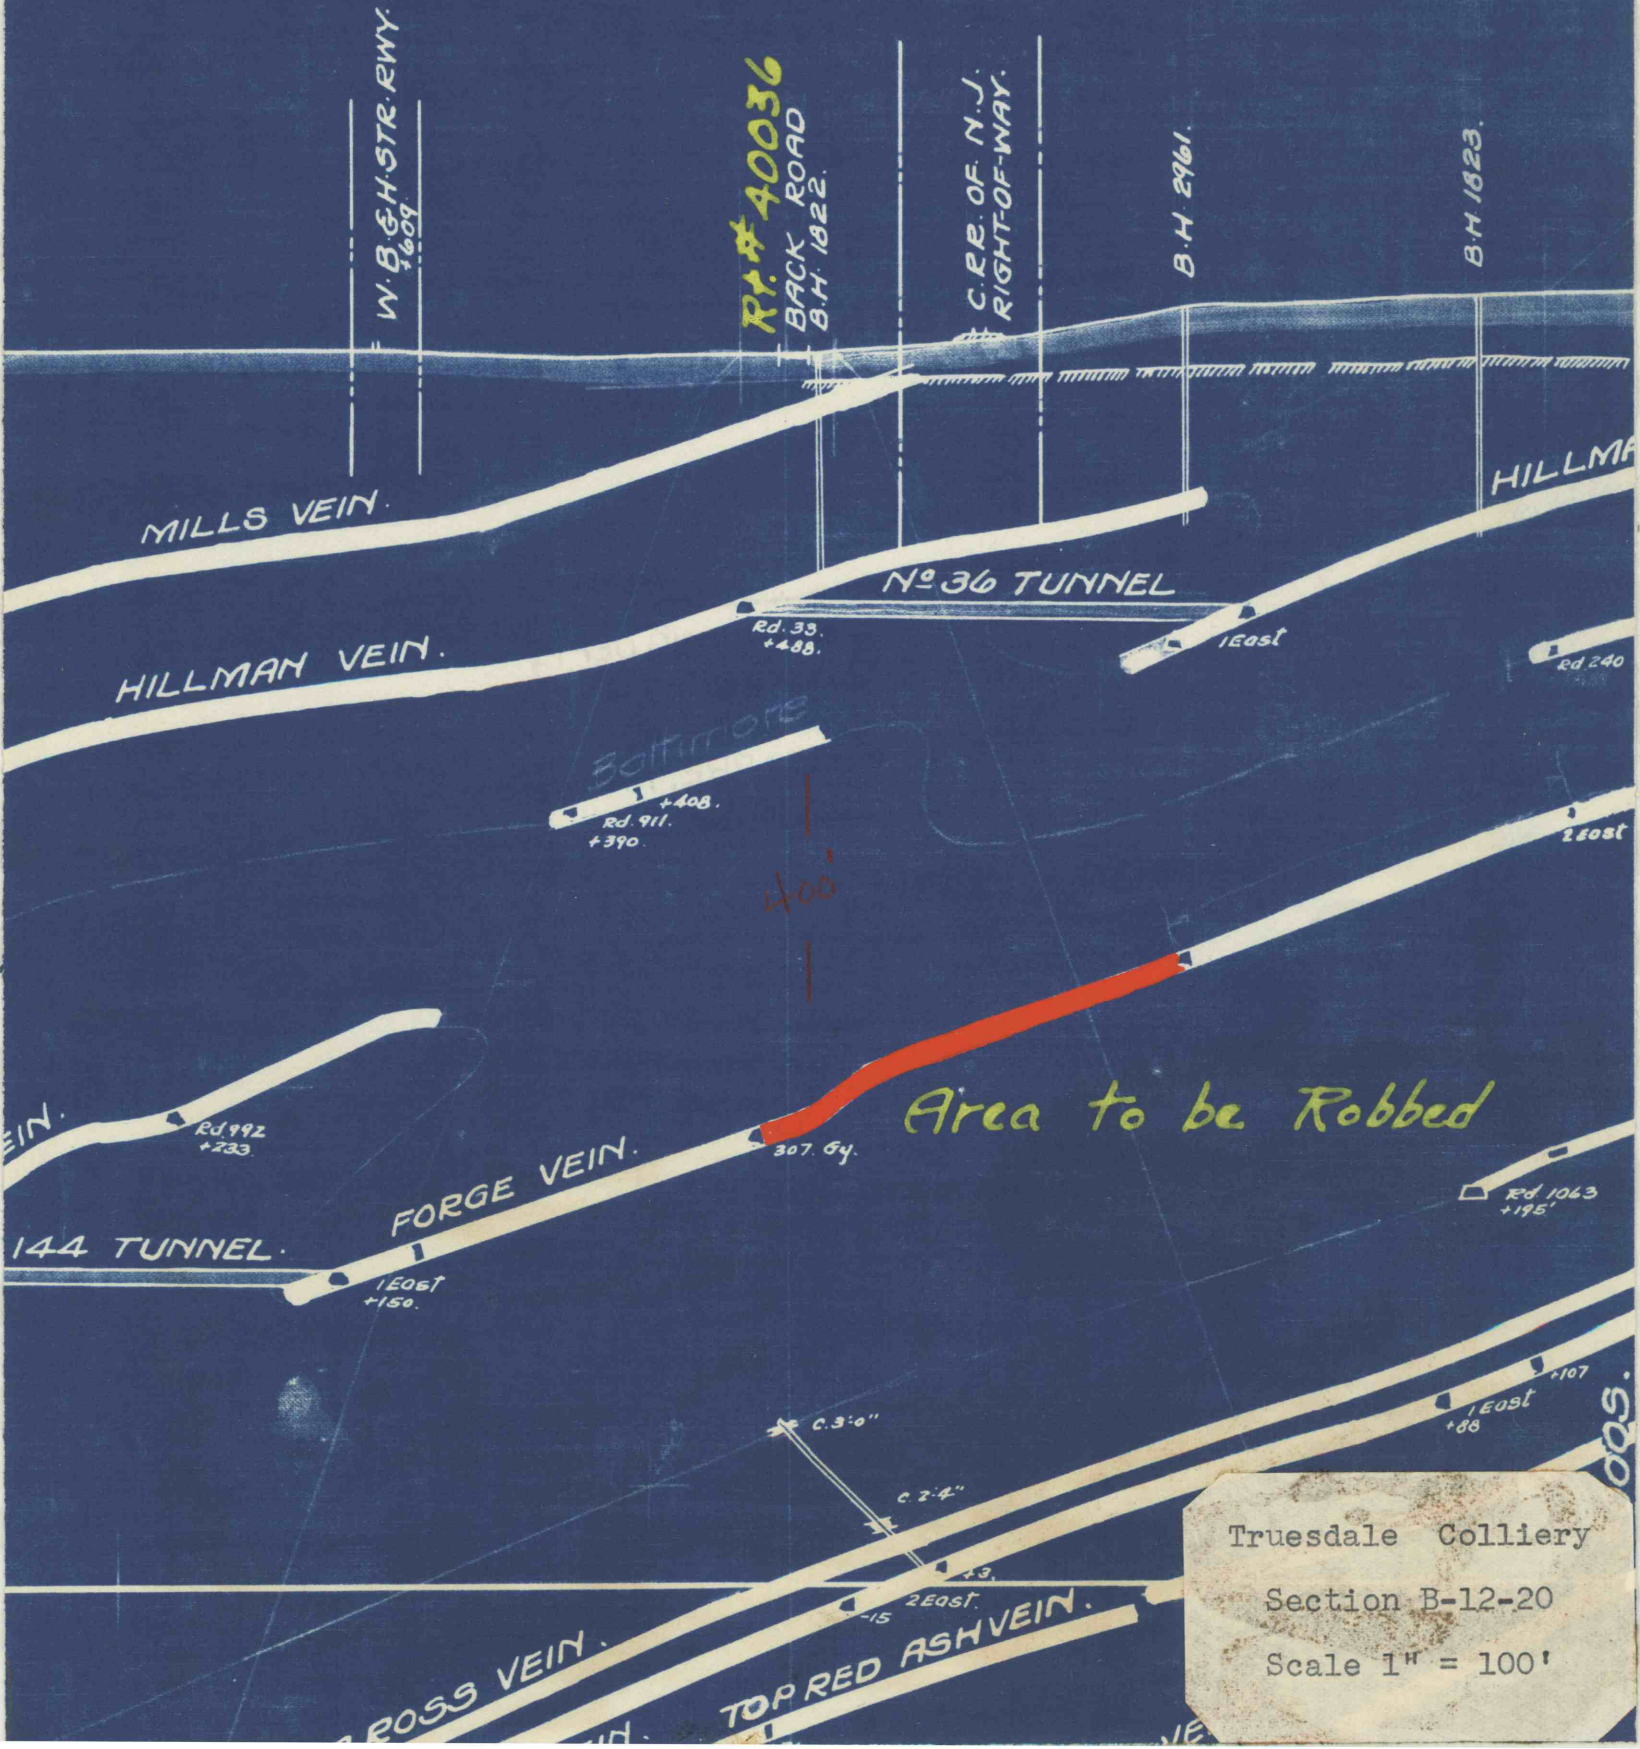 W.B.&H.STR.RWY.
+609.
Rt.# 40036
BACK ROAD
B.H. 1822.
C.R.R. OF N.J.
RIGHT-OF-WAY.
B.H. 2961.
B.H. 1823.
MILLS VEIN.
HILLMA
Nº 36 TUNNEL
Rd. 33.
+488.
1 East
Rd 240
HILLMAN VEIN.
Baltimore
+408.
Rd. 911.
+390.
2 East
400'
EIN.
Rd 992
+233.
307. Gy.
Area to be Robbed
FORGE VEIN.
Rd. 1063
+195'
144 TUNNEL.
1 East
+150.
+107
1 East
+88
C. 3'-0"
C. 2'-4"
+3.
2 East.
-15
ROSS VEIN.
TOP RED ASH VEIN.
IN.
VE
00S.
Truesdale Colliery
Section B-12-20
Scale 1" = 100'